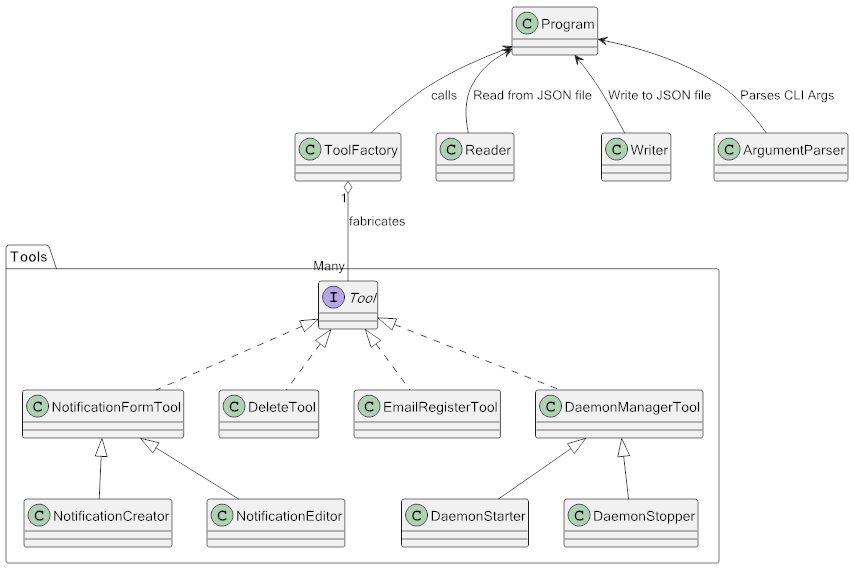 C Program
calls
Read from JSON file
Write to JSON file
Parses CLI Args
C ToolFactory
C Reader
C Writer
C ArgumentParser
1
fabricates
Many
Tools
I Tool
C NotificationFormTool
C DeleteTool
C EmailRegisterTool
C DaemonManagerTool
C NotificationCreator
C NotificationEditor
C DaemonStarter
C DaemonStopper